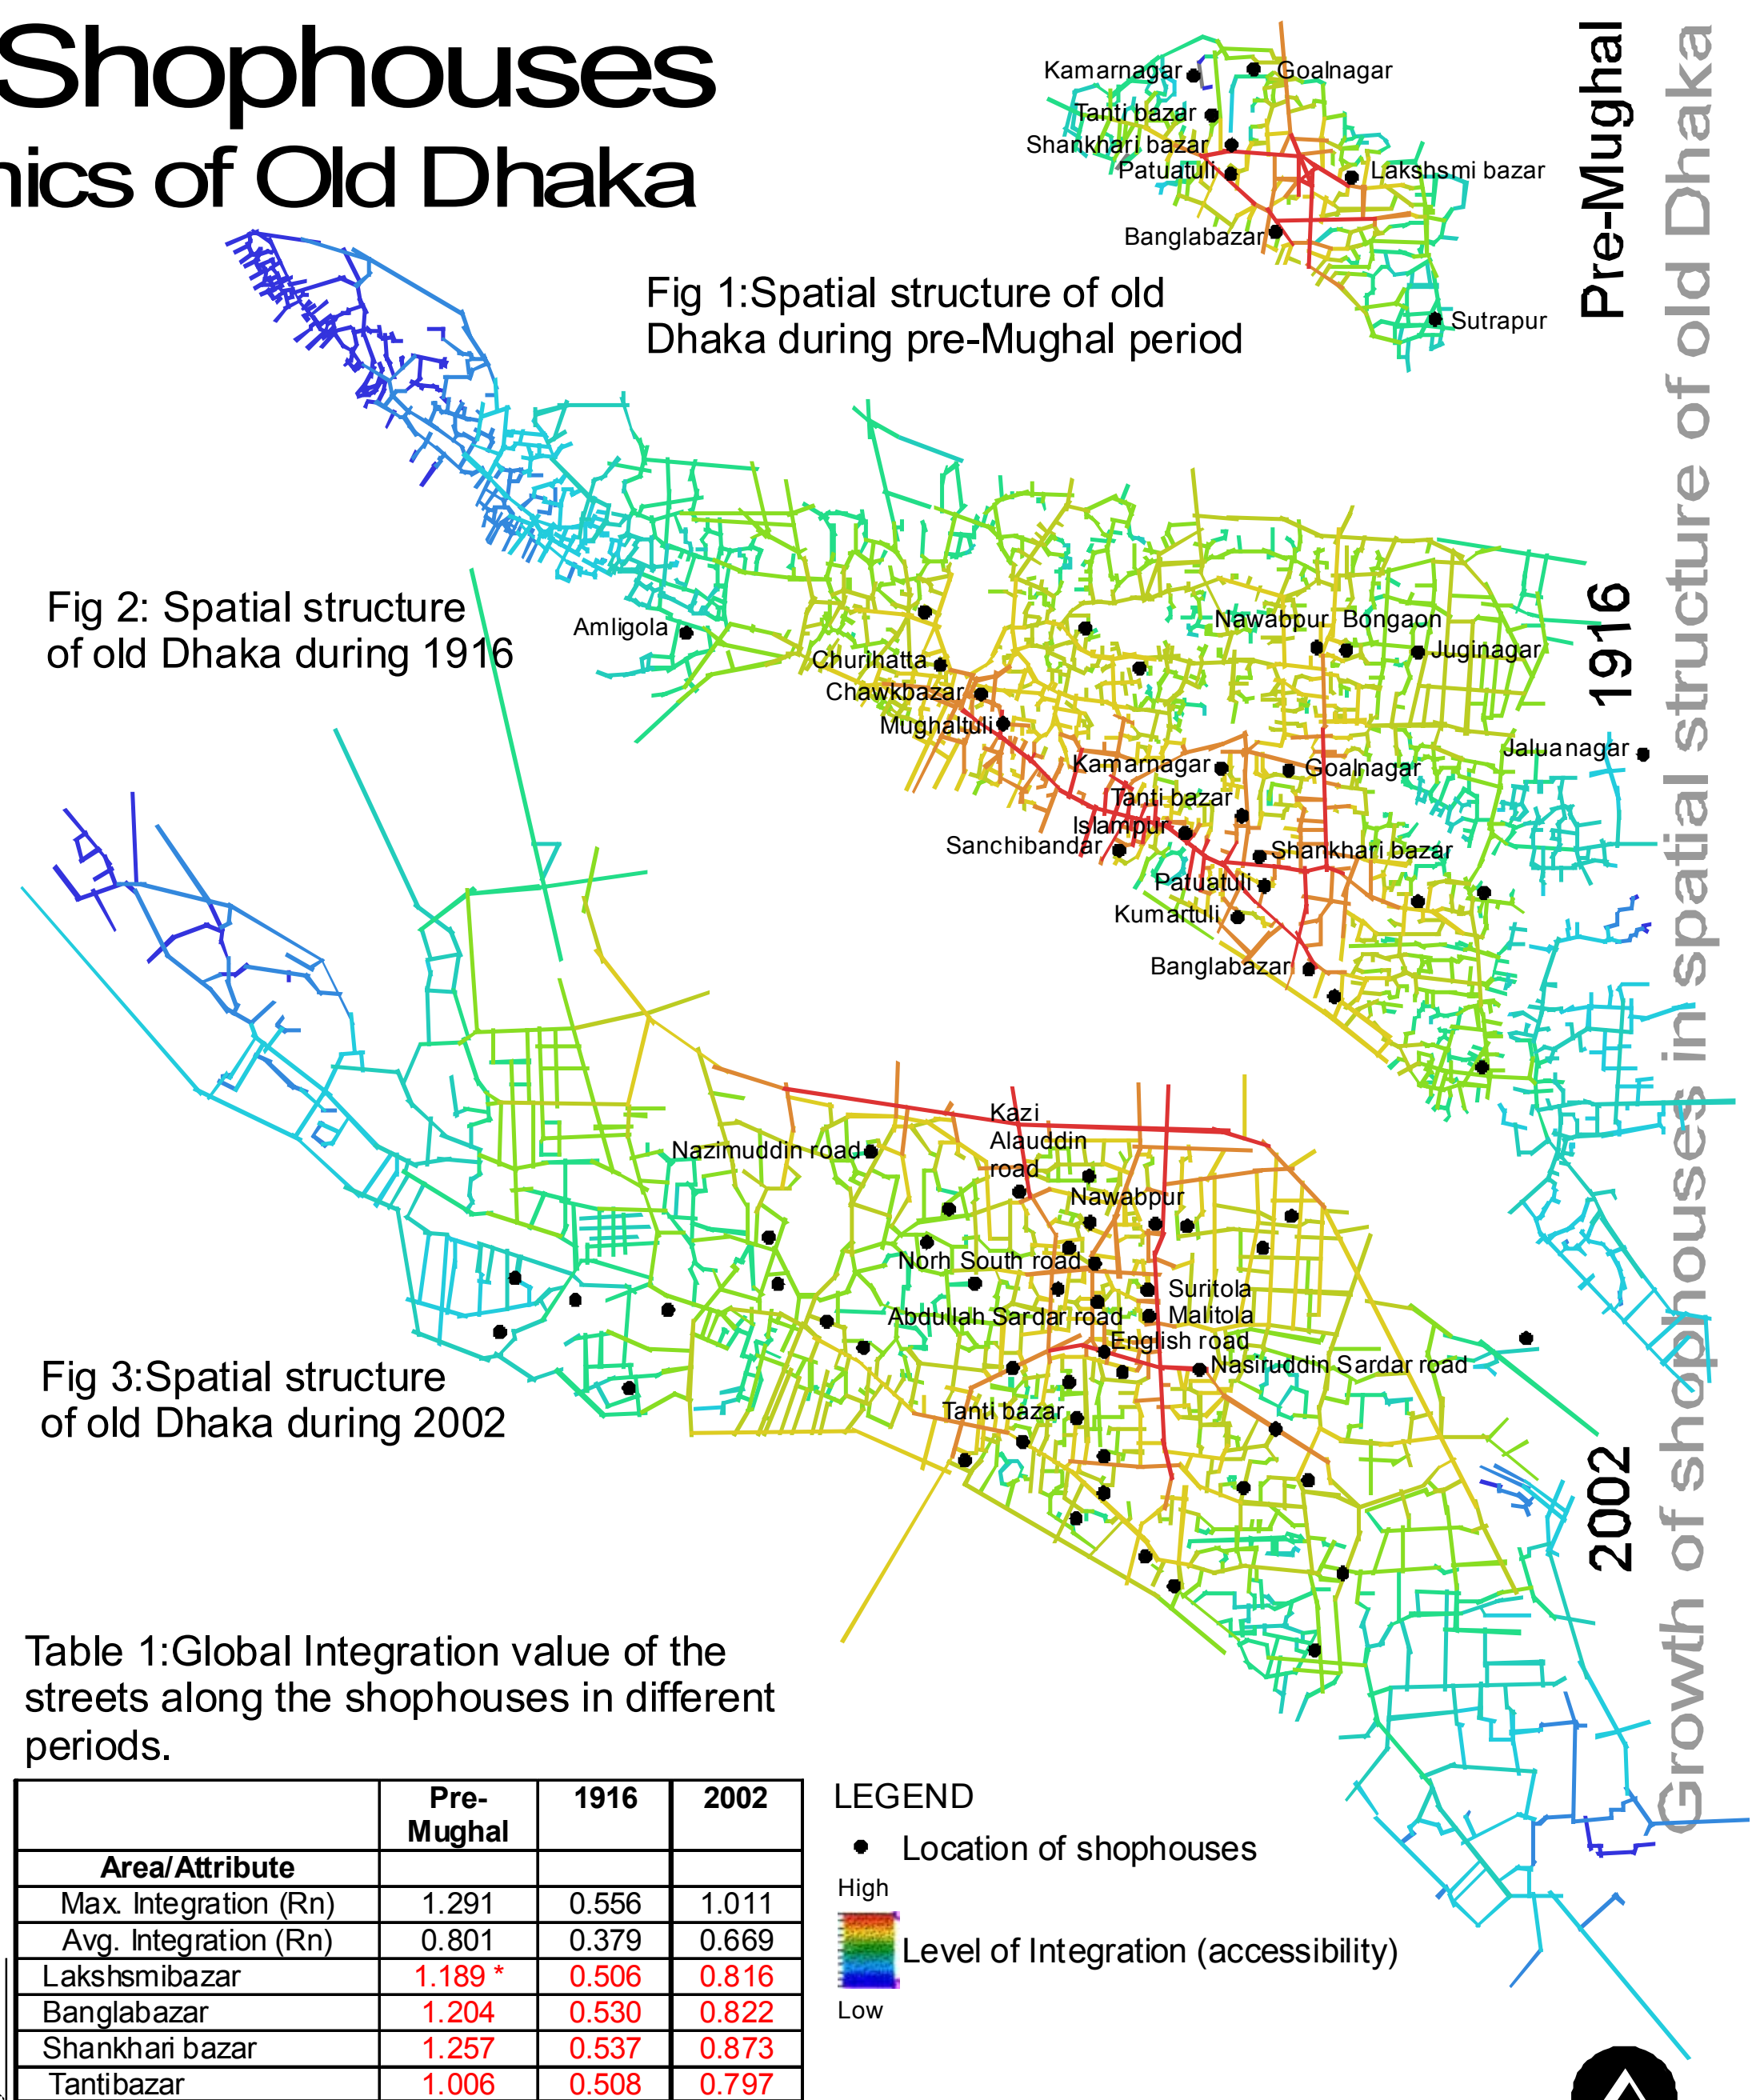 Shophouses
nics of Old Dhaka
Pre-Mughal
Growth of shophouses in spatial structure of old Dhaka
Kamarnagar
Goalnagar
Tanti bazar
Shankhari bazar
Patuatuli
Lakshsmi bazar
Banglabazar
Sutrapur
Fig 1:Spatial structure of old
Dhaka during pre-Mughal period
1916
Fig 2: Spatial structure
of old Dhaka during 1916
Amligola
Nawabpur Bongaon
Juginagar
Churihatta
Chawkbazar
Mughaltuli
Jaluanagar
Kamarnagar
Goalnagar
Tanti bazar
Islampur
Sanchibandar
Shankhari bazar
Patuatuli
Kumartuli
Banglabazar
2002
Kazi
Alauddin
road
Nazimuddin road
Nawabpur
Norh South road
Suritola
Abdullah Sardar road
Malitola
English road
Nasiruddin Sardar road
Tanti bazar
Fig 3:Spatial structure
of old Dhaka during 2002
Table 1:Global Integration value of the
streets along the shophouses in different
periods.
Pre-Mughal 1916 2002
Area/Attribute
Max. Integration (Rn) 1.291 0.556 1.011
Avg. Integration (Rn) 0.801 0.379 0.669
Lakshsmibazar 1.189 * 0.506 0.816
Banglabazar 1.204 0.530 0.822
Shankhari bazar 1.257 0.537 0.873
Tantibazar 1.006 0.508 0.797
LEGEND
Location of shophouses
High
Level of Integration (accessibility)
Low